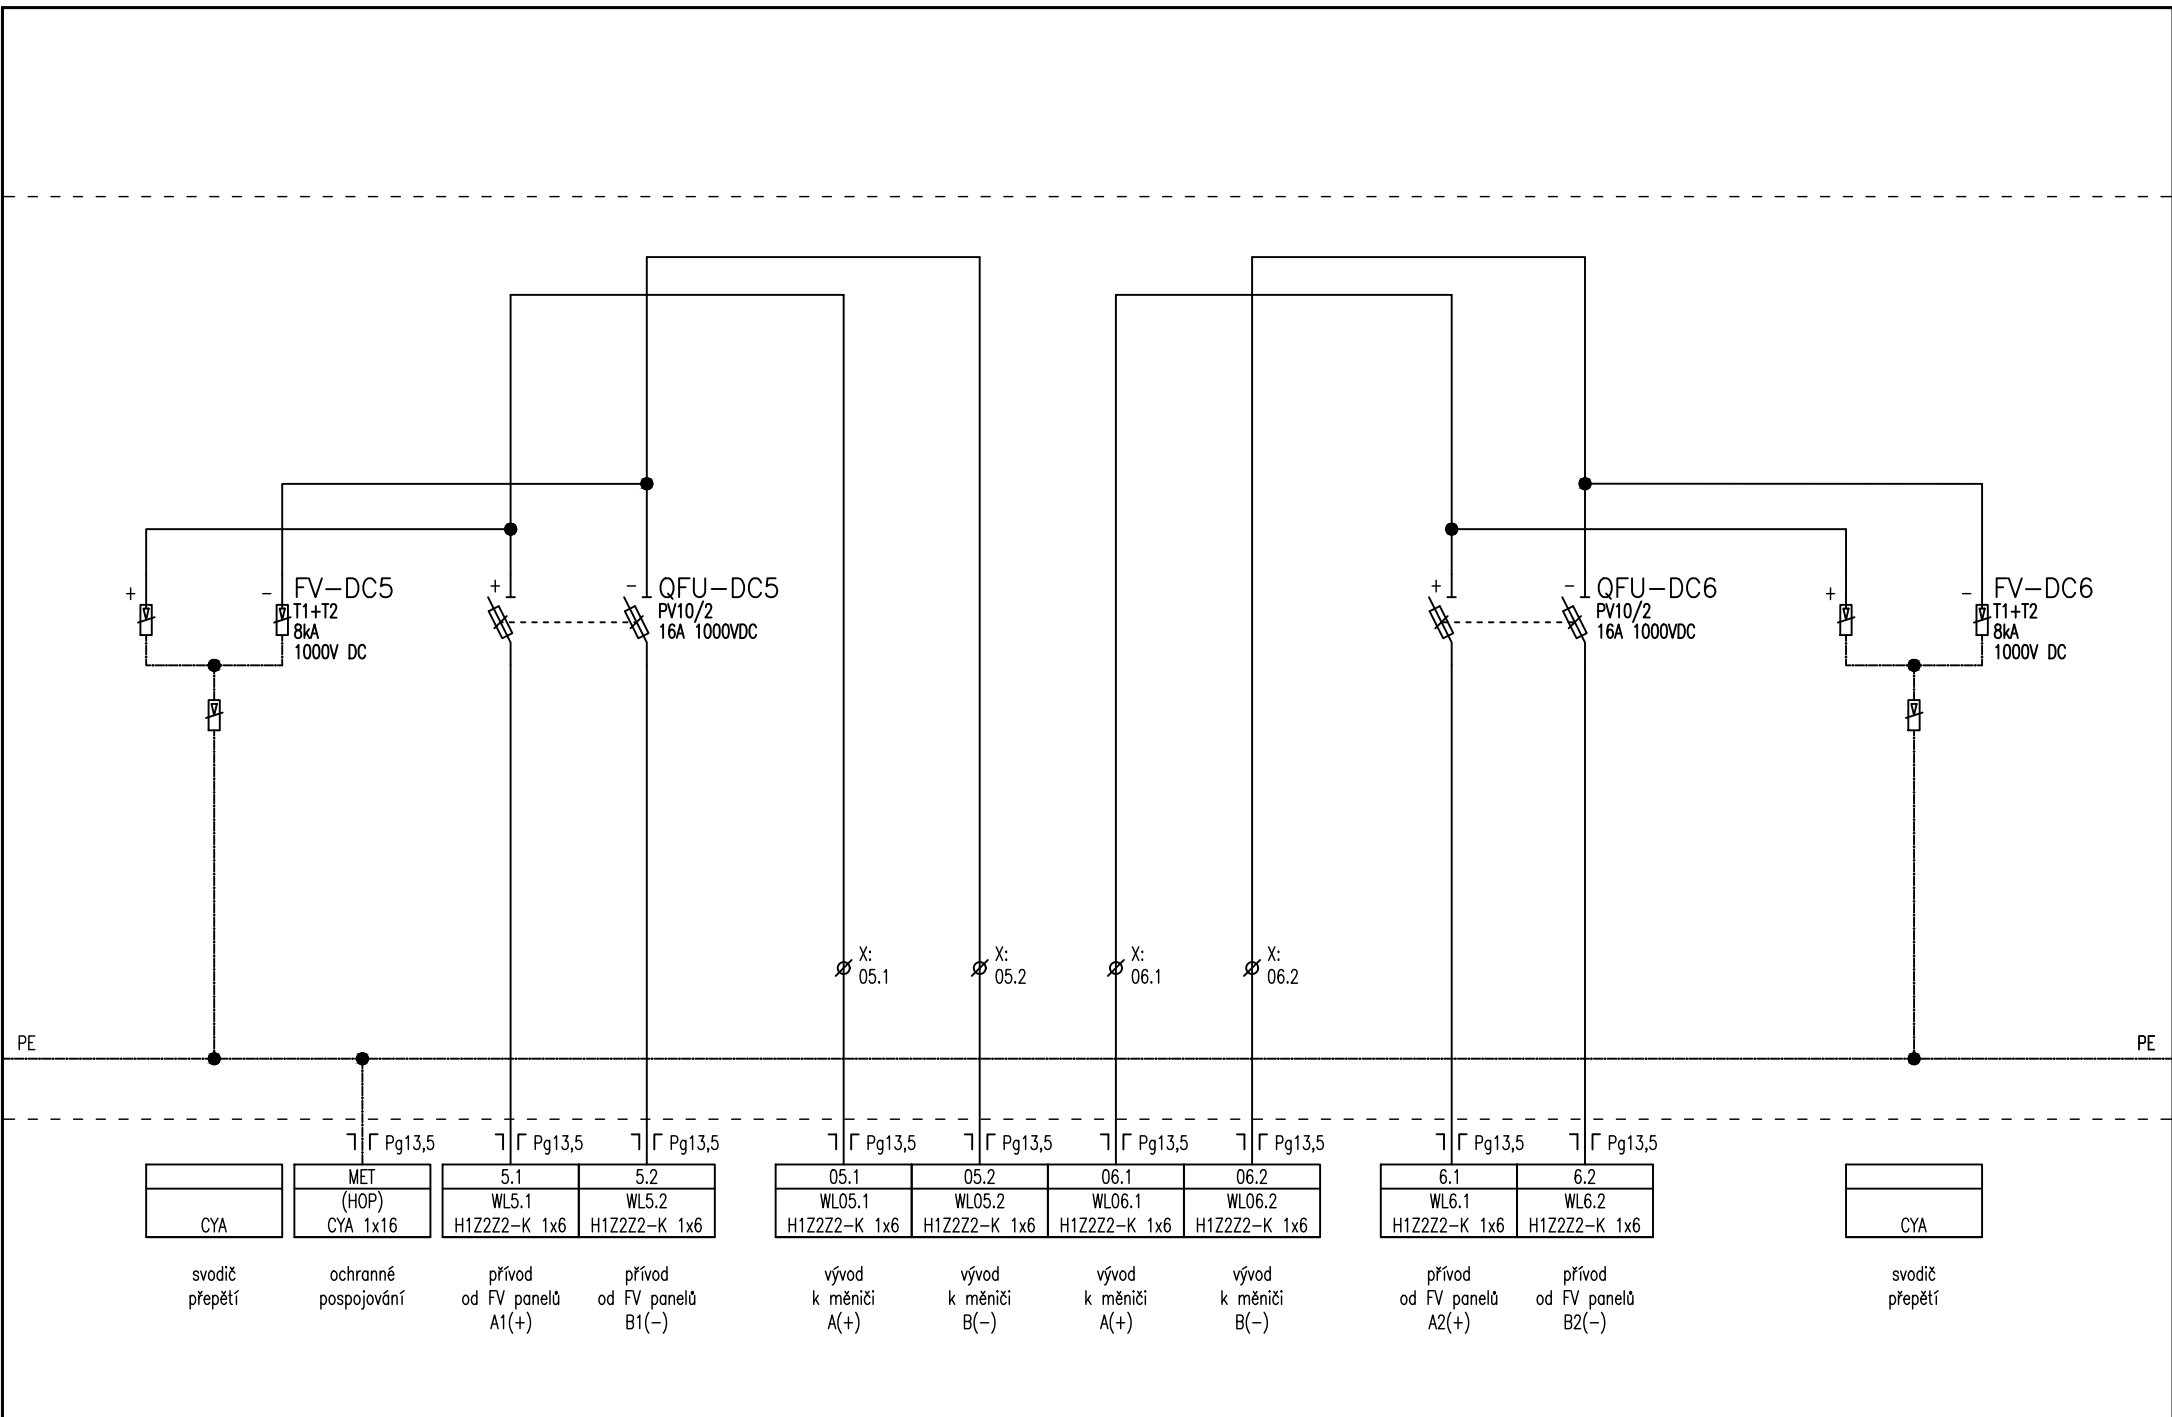 +
- FV-DC5
T1+T2
8kA
1000V DC
+
- QFU-DC5
PV10/2
16A 1000VDC
+
- QFU-DC6
PV10/2
16A 1000VDC
+
- FV-DC6
T1+T2
8kA
1000V DC
X:
05.1
X:
05.2
X:
06.1
X:
06.2
PE
PE
Pg13,5
Pg13,5
Pg13,5
Pg13,5
Pg13,5
Pg13,5
Pg13,5
Pg13,5
Pg13,5
CYA
svodič
přepětí
MET
(HOP)
CYA 1x16
ochranné
pospojování
5.1
WL5.1
H1Z2Z2-K 1x6
přívod
od FV panelů
A1(+)
5.2
WL5.2
H1Z2Z2-K 1x6
přívod
od FV panelů
B1(-)
05.1
WL05.1
H1Z2Z2-K 1x6
vývod
k měniči
A(+)
05.2
WL05.2
H1Z2Z2-K 1x6
vývod
k měniči
B(-)
06.1
WL06.1
H1Z2Z2-K 1x6
vývod
k měniči
A(+)
06.2
WL06.2
H1Z2Z2-K 1x6
vývod
k měniči
B(-)
6.1
WL6.1
H1Z2Z2-K 1x6
přívod
od FV panelů
A2(+)
6.2
WL6.2
H1Z2Z2-K 1x6
přívod
od FV panelů
B2(-)
CYA
svodič
přepětí